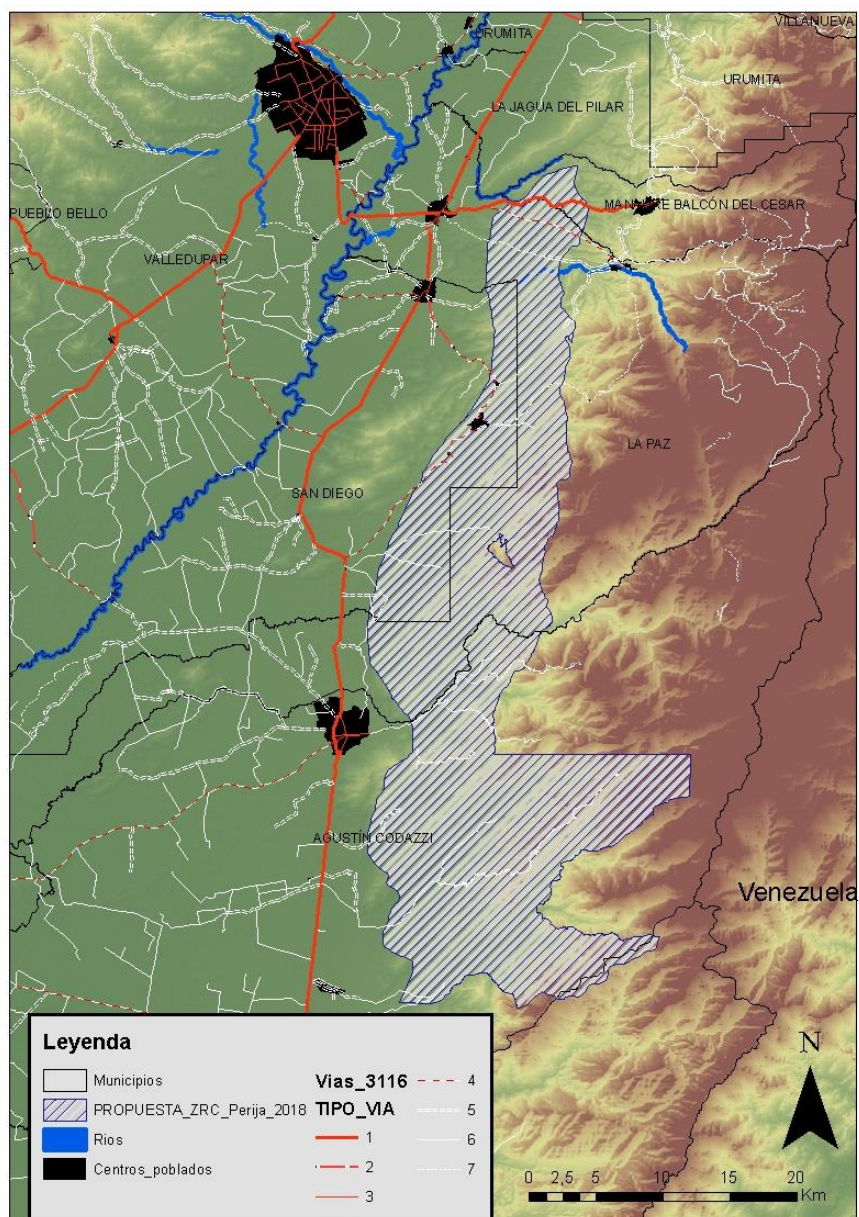 VILLANUEVA
URUMITA
URUMITA
LA JAGUA DEL PILAR
MANAURE BALCÓN DEL CESAR
PUEBLO BELLO
VALLEDUPAR
LA PAZ
SAN DIEGO
AGUSTÍN CODAZZI
Venezuela
Leyenda
Municipios
PROPUESTA_ZRC_Perija_2018
Rios
Centros_poblados
Vias_3116
TIPO_VIA
1
2
3
4
5
6
7
N
0 2,5 5 10 15 20
Km